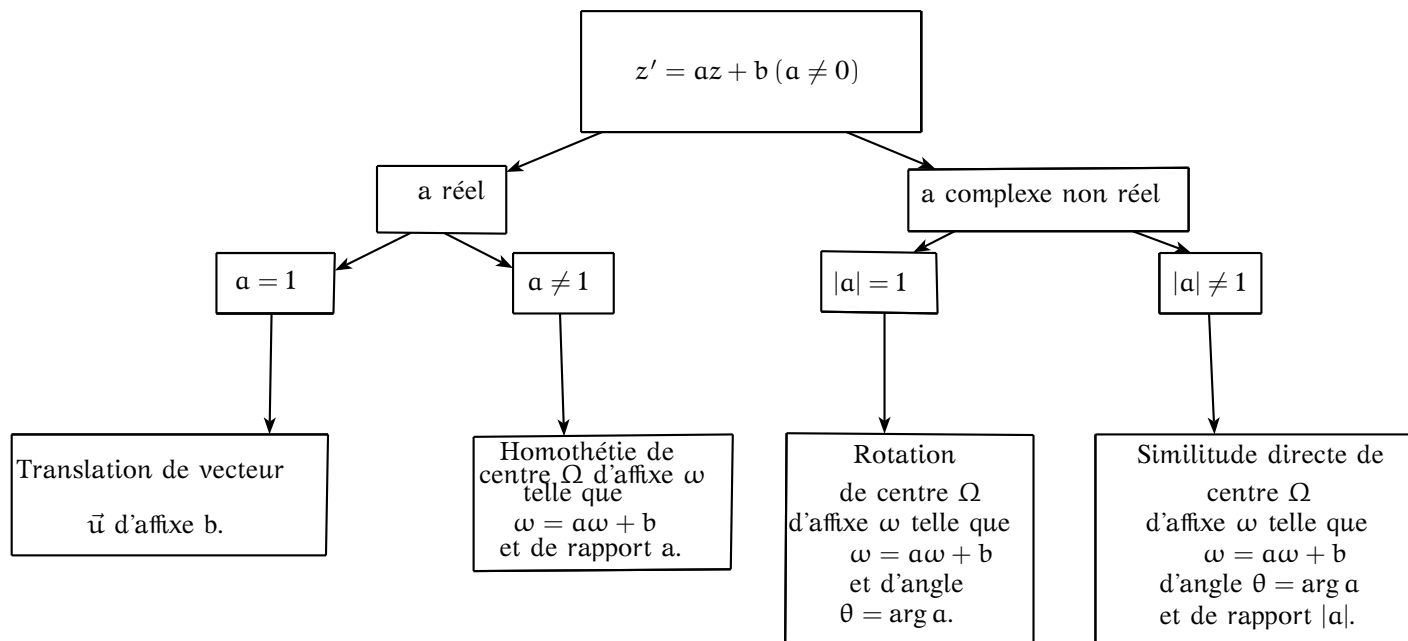 z′ = az + b (a ≠ 0)
a réel
a complexe non réel
a = 1
a ≠ 1
|a| = 1
|a| ≠ 1
Translation de vecteur
u⃗ d'affixe b.
Homothétie de
centre Ω d'affixe ω
telle que
ω = aω + b
et de rapport a.
Rotation
de centre Ω
d'affixe ω telle que
ω = aω + b
et d'angle
θ = arg a.
Similitude directe de
centre Ω
d'affixe ω telle que
ω = aω + b
d'angle θ = arg a
et de rapport |a|.